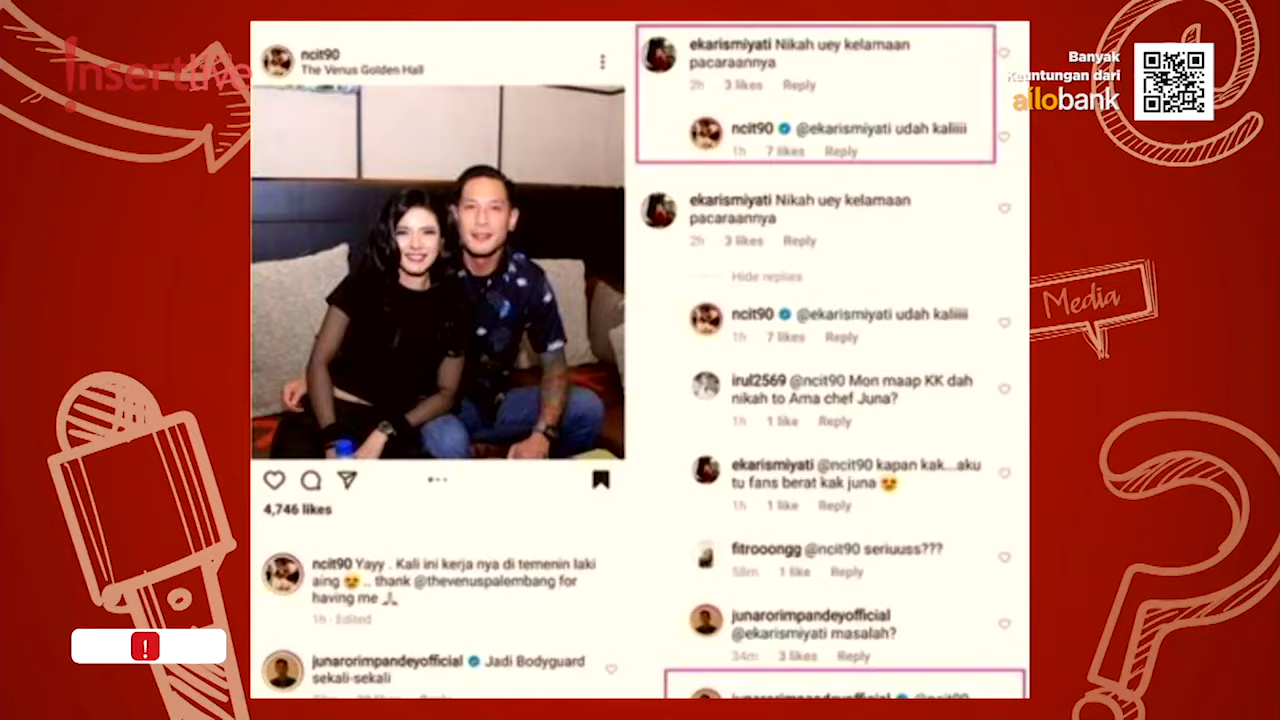 Insertlive
ncit90
The Venus Golden Hall
4,746 likes
ncit90 Yayy . Kali ini kerja nya di temenin laki
aing 😍 .. thank @thevenuspalembang for
having me 🙏
1h · Edited
junarorimpandeyofficial Jadi Bodyguard
sekali-sekali
ekarismiyati Nikah uey kelamaan
pacaraannya
2h 3 likes Reply
ncit90 @ekarismiyati udah kaliiii
1h 7 likes Reply
ekarismiyati Nikah uey kelamaan
pacaraannya
2h 3 likes Reply
Hide replies
ncit90 @ekarismiyati udah kaliiii
1h 7 likes Reply
irul2569 @ncit90 Mon maap KK dah
nikah to Ama chef Juna?
1h 1 like Reply
ekarismiyati @ncit90 kapan kak...aku
tu fans berat kak juna 😍
1h 1 like Reply
fitrooongg @ncit90 seriuuss???
58m 1 like Reply
junarorimpandeyofficial
@ekarismiyati masalah?
34m 3 likes Reply
junarorimpandeyofficial @ncit90
Banyak
Keuntungan dari
allobank
Media
!